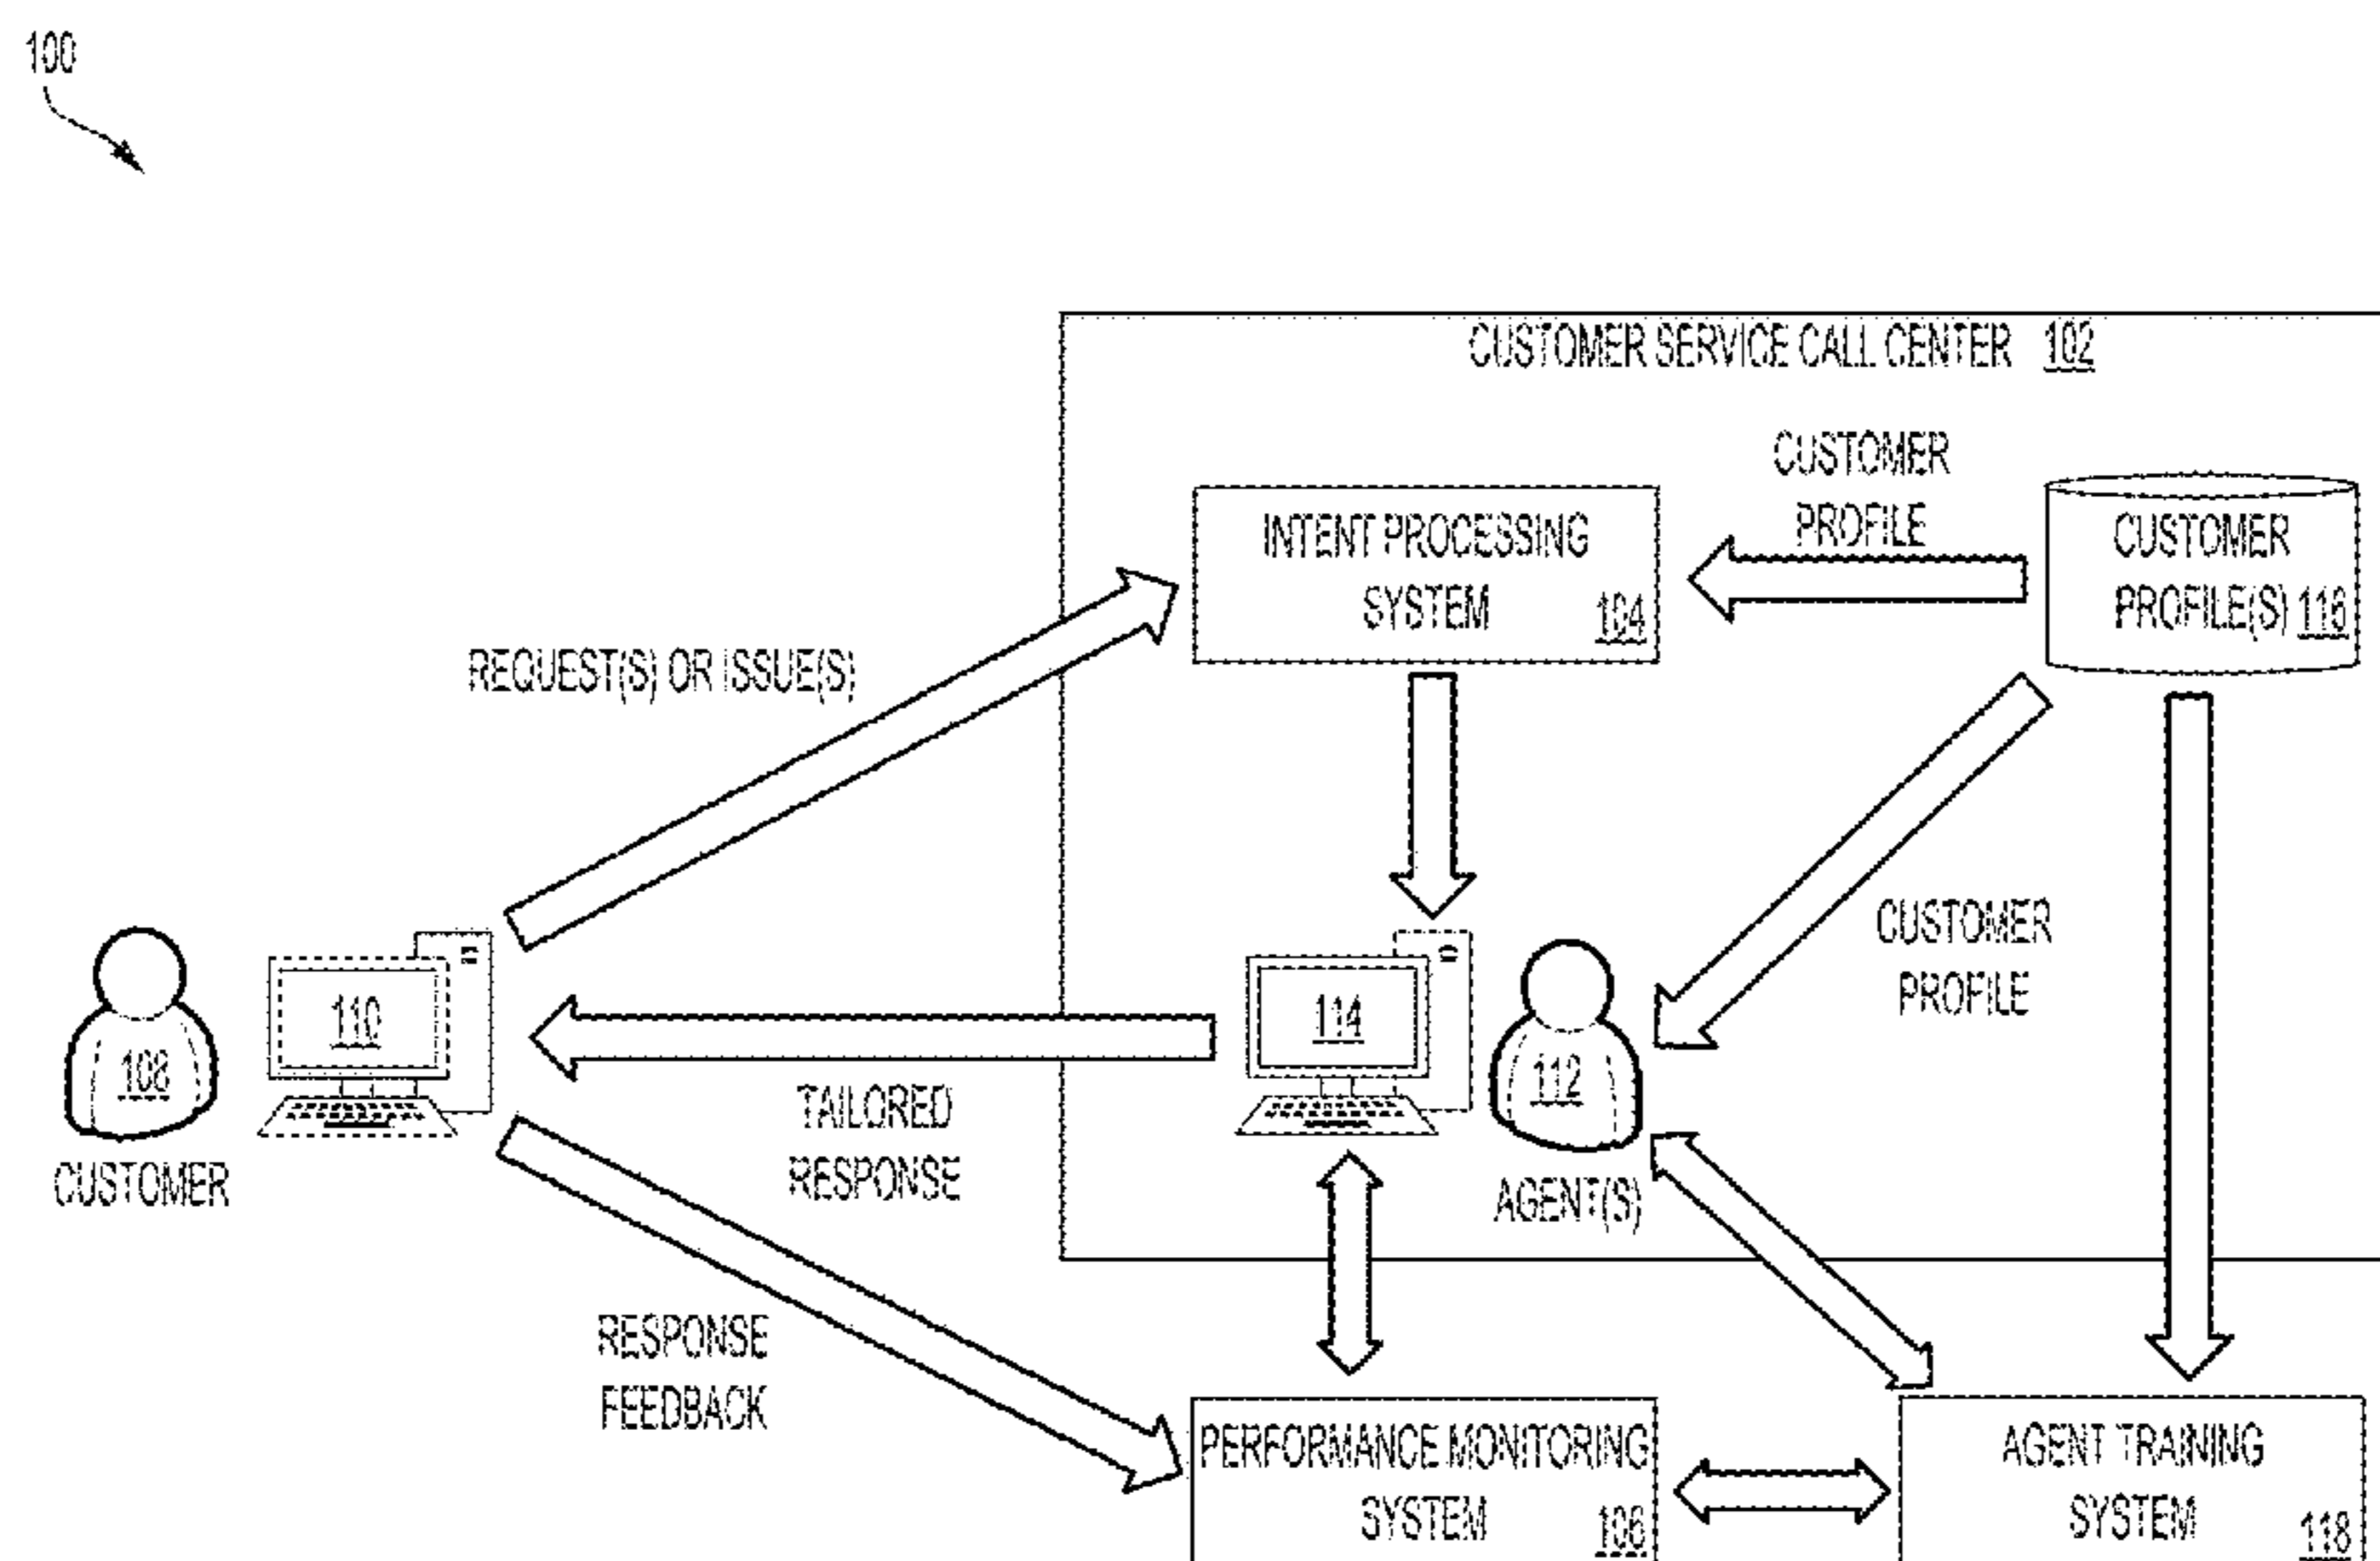 100
CUSTOMER SERVICE CALL CENTER 102
CUSTOMER
PROFILE
INTENT PROCESSING
SYSTEM 104
CUSTOMER
PROFILE(S) 116
REQUEST(S) OR ISSUE(S)
CUSTOMER
PROFILE
110
108
114
112
TAILORED
RESPONSE
CUSTOMER
AGENT(S)
RESPONSE
FEEDBACK
PERFORMANCE MONITORING
SYSTEM 106
AGENT TRAINING
SYSTEM 118